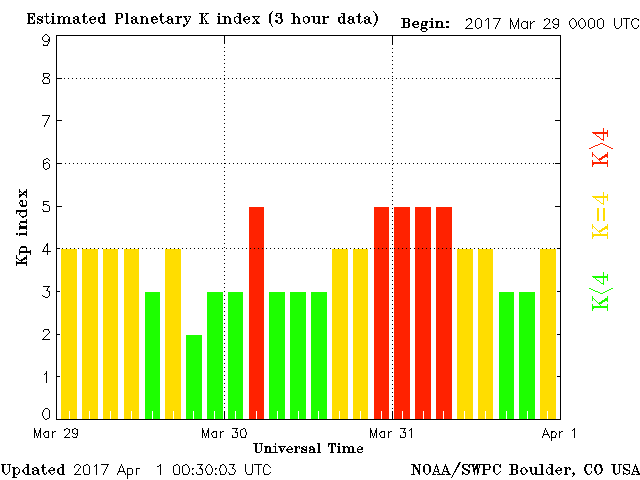 Estimated Planetary K index (3 hour data)
Begin: 2017 Mar 29 0000 UTC
9
8
7
6
5
4
3
2
1
0
Kp index
K>4
K=4
K<4
Mar 29 Mar 30 Mar 31 Apr 1
Universal Time
Updated 2017 Apr 1 00:30:03 UTC
NOAA/SWPC Boulder, CO USA